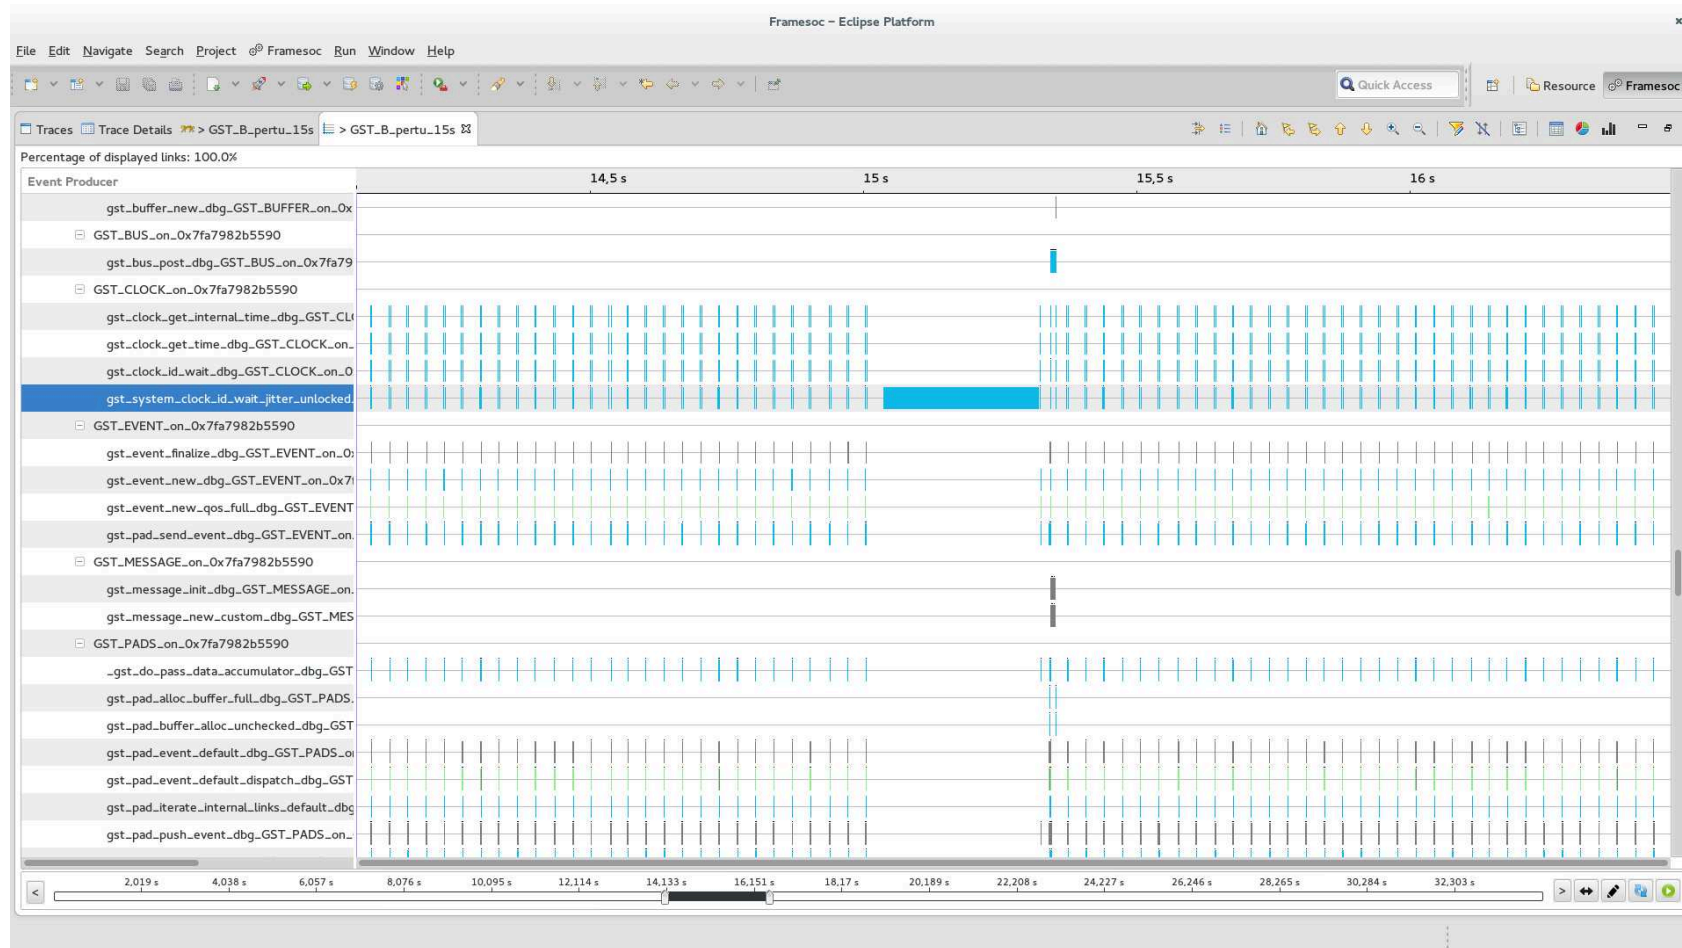 Framesoc – Eclipse Platform
File Edit Navigate Search Project Framesoc Run Window Help
Quick Access Resource Framesoc
Traces Trace Details > GST_B_pertu_15s > GST_B_pertu_15s
Percentage of displayed links: 100.0%
Event Producer 14,5 s 15 s 15,5 s 16 s
gst_buffer_new_dbg_GST_BUFFER_on_0x
GST_BUS_on_0x7fa7982b5590
gst_bus_post_dbg_GST_BUS_on_0x7fa79
GST_CLOCK_on_0x7fa7982b5590
gst_clock_get_internal_time_dbg_GST_CL
gst_clock_get_time_dbg_GST_CLOCK_on_
gst_clock_id_wait_dbg_GST_CLOCK_on_0
gst_system_clock_id_wait_jitter_unlocked
GST_EVENT_on_0x7fa7982b5590
gst_event_finalize_dbg_GST_EVENT_on_0
gst_event_new_dbg_GST_EVENT_on_0x7
gst_event_new_qos_full_dbg_GST_EVENT
gst_pad_send_event_dbg_GST_EVENT_on
GST_MESSAGE_on_0x7fa7982b5590
gst_message_init_dbg_GST_MESSAGE_on
gst_message_new_custom_dbg_GST_MES
GST_PADS_on_0x7fa7982b5590
_gst_do_pass_data_accumulator_dbg_GST
gst_pad_alloc_buffer_full_dbg_GST_PADS
gst_pad_buffer_alloc_unchecked_dbg_GST
gst_pad_event_default_dbg_GST_PADS_o
gst_pad_event_default_dispatch_dbg_GST
gst_pad_iterate_internal_links_default_dbg
gst_pad_push_event_dbg_GST_PADS_on_
< 2,019 s 4,038 s 6,057 s 8,076 s 10,095 s 12,114 s 14,133 s 16,151 s 18,17 s 20,189 s 22,208 s 24,227 s 26,246 s 28,265 s 30,284 s 32,303 s >